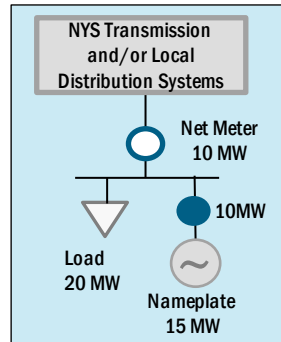 NYS Transmission
and/or Local
Distribution Systems
Net Meter
10 MW
10MW
Load
20 MW
Nameplate
15 MW